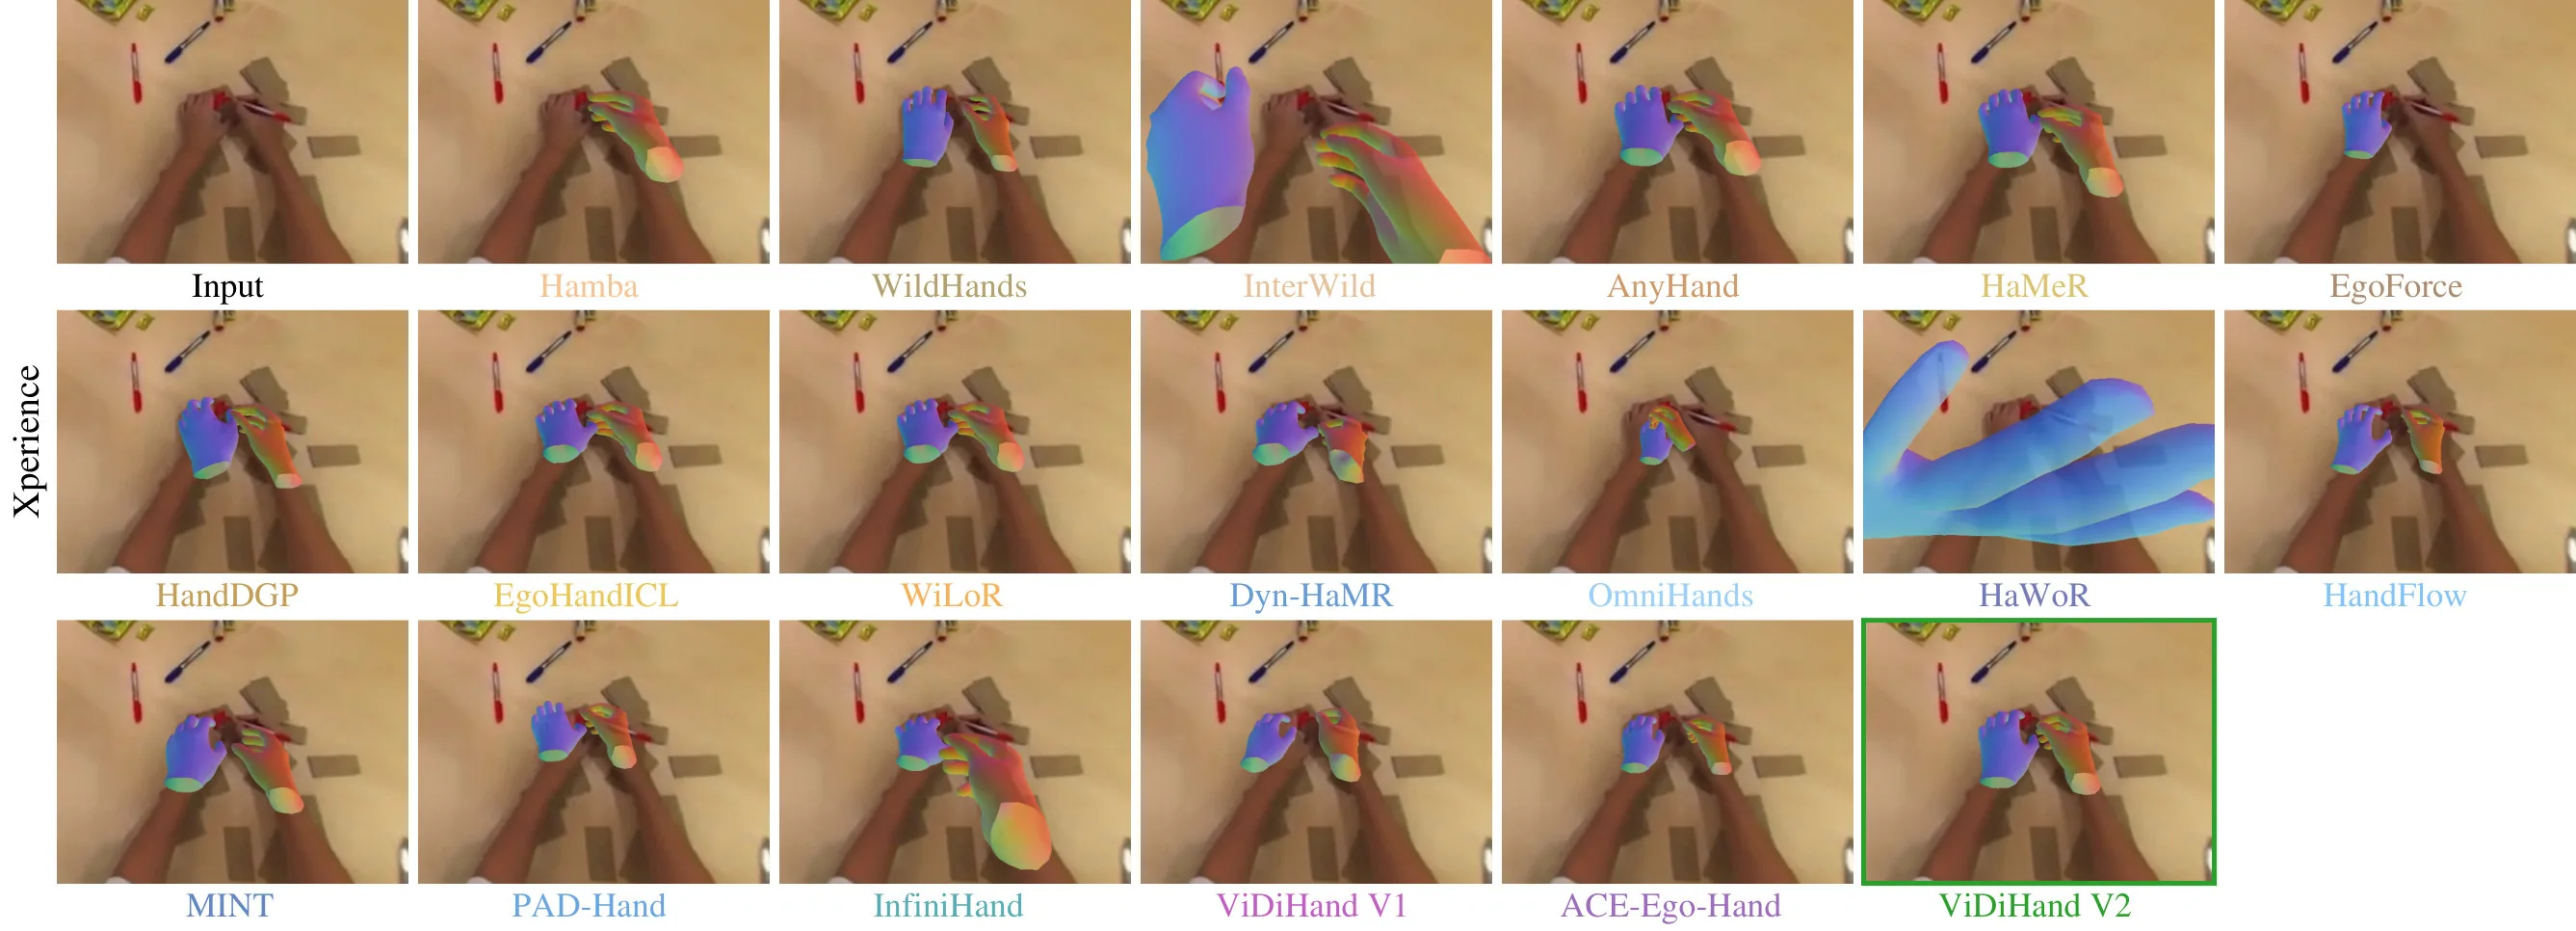 Input
Hamba
WildHands
InterWild
AnyHand
HaMeR
EgoForce
Xperience
HandDGP
EgoHandICL
WiLoR
Dyn-HaMR
OmniHands
HaWoR
HandFlow
MINT
PAD-Hand
InfiniHand
ViDiHand V1
ACE-Ego-Hand
ViDiHand V2